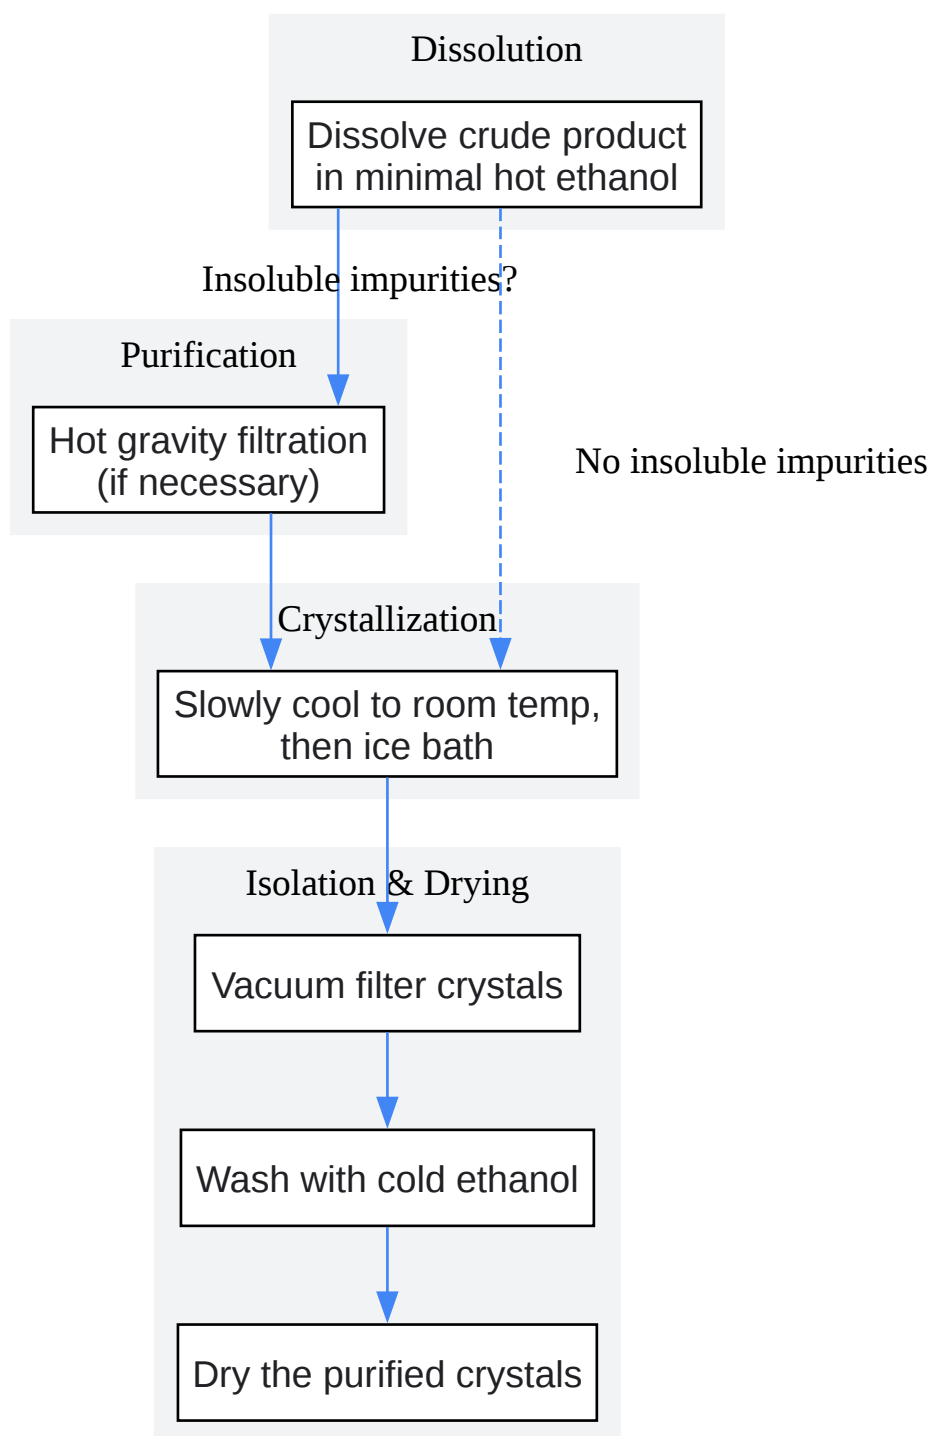 Dissolution
Dissolve crude product
in minimal hot ethanol
Insoluble impurities?
Purification
Hot gravity filtration
(if necessary)
No insoluble impurities
Crystallization
Slowly cool to room temp,
then ice bath
Isolation & Drying
Vacuum filter crystals
Wash with cold ethanol
Dry the purified crystals